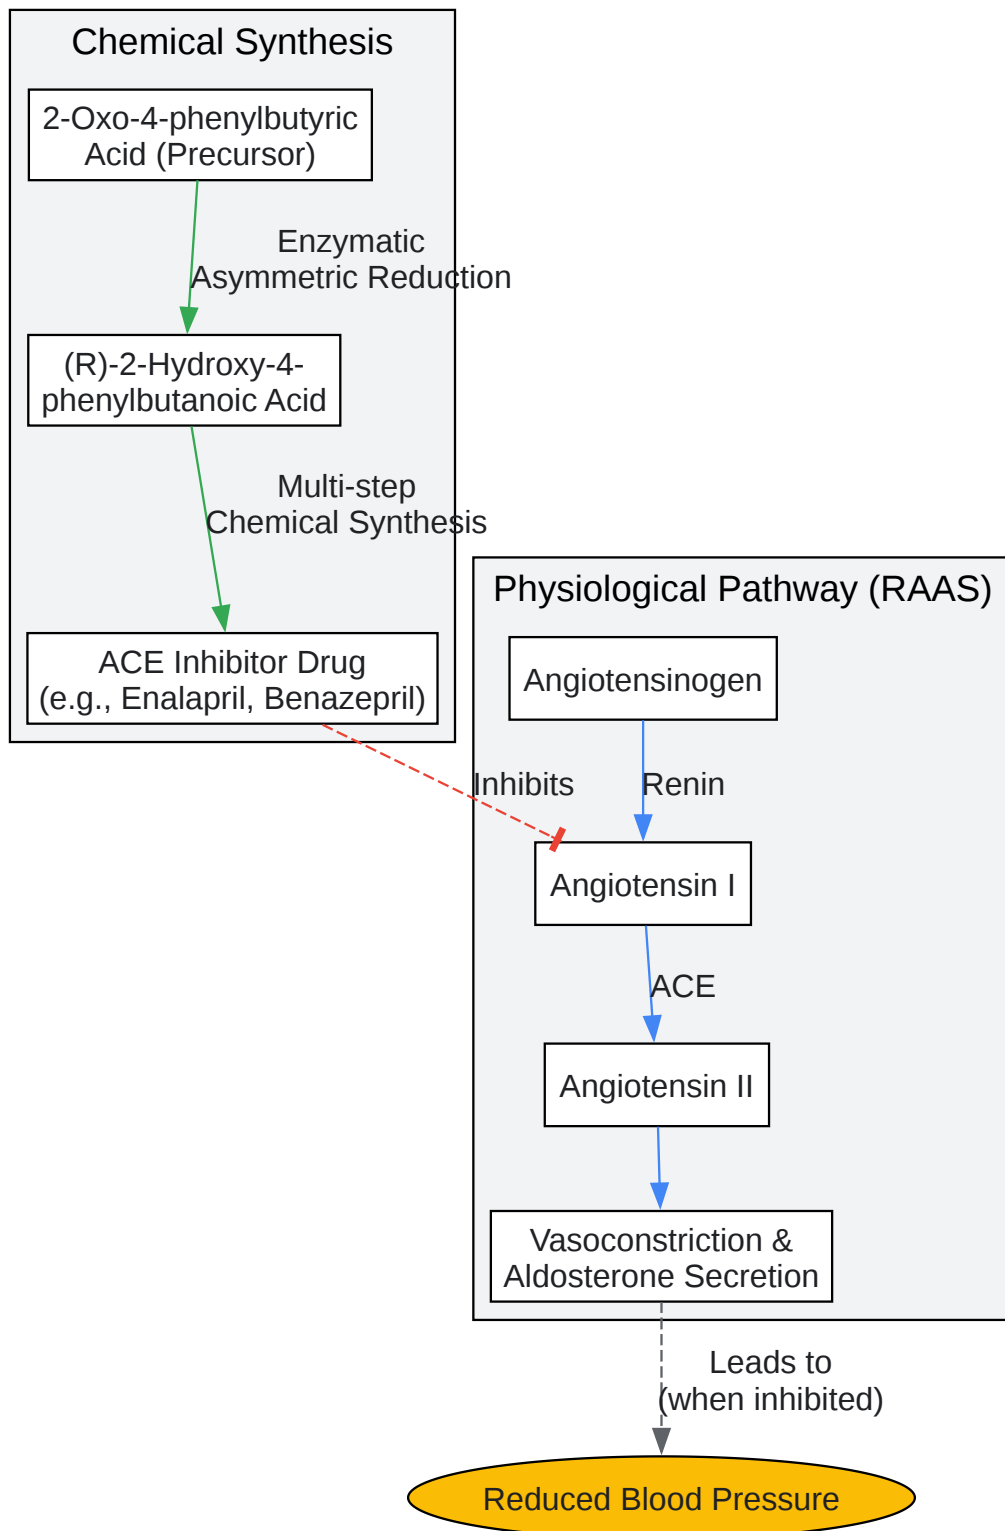 Chemical Synthesis
2-Oxo-4-phenylbutyric
Acid (Precursor)
Enzymatic
Asymmetric Reduction
(R)-2-Hydroxy-4-
phenylbutanoic Acid
Multi-step
Chemical Synthesis
ACE Inhibitor Drug
(e.g., Enalapril, Benazepril)
Inhibits
Physiological Pathway (RAAS)
Angiotensinogen
Renin
Angiotensin I
ACE
Angiotensin II
Vasoconstriction &
Aldosterone Secretion
Leads to
(when inhibited)
Reduced Blood Pressure